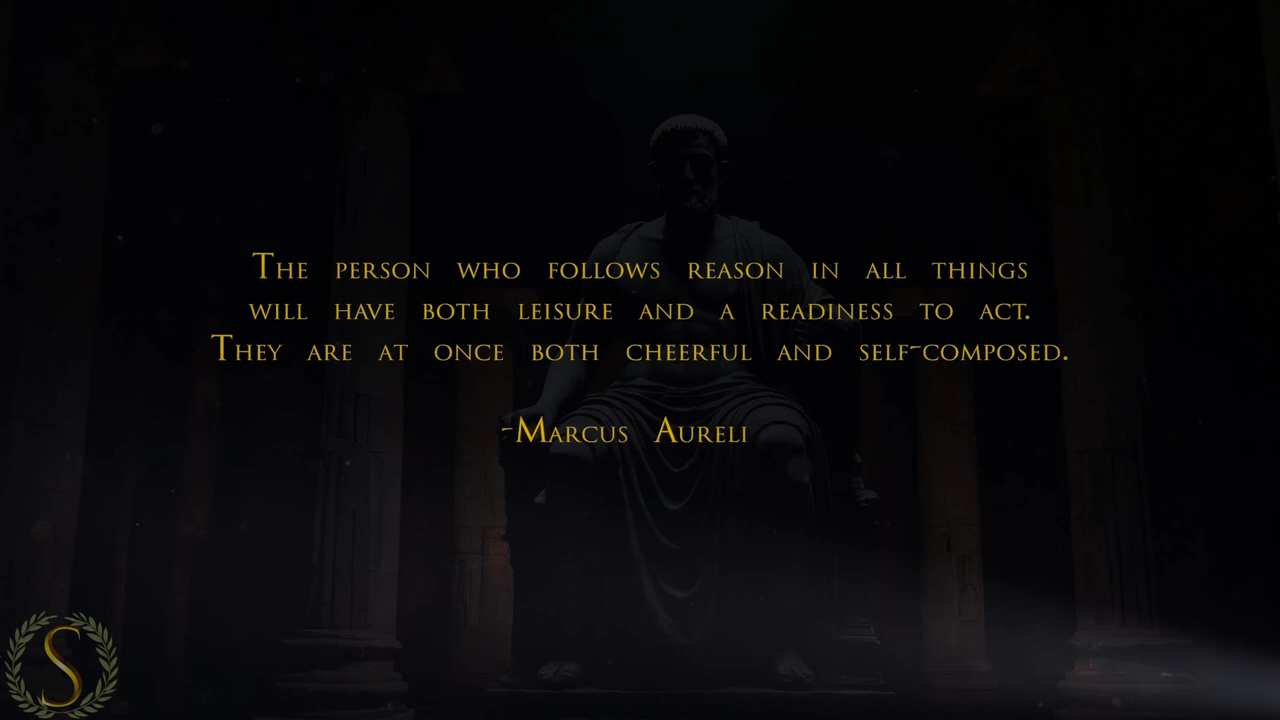 The person who follows reason in all things
will have both leisure and a readiness to act.
They are at once both cheerful and self-composed.
-Marcus Aureli
S